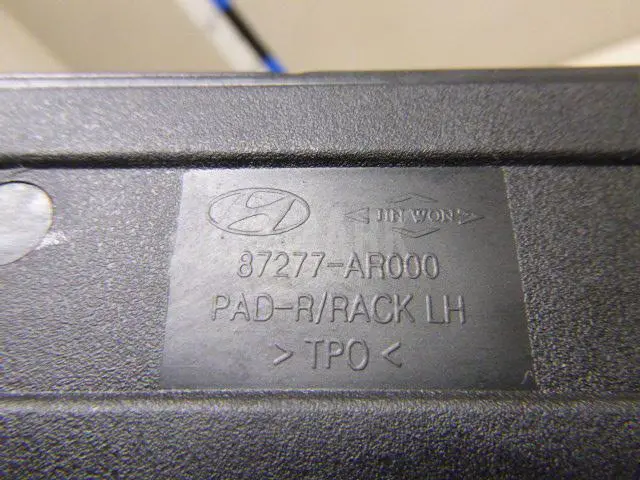 JIN WON
87277-AR000
PAD-R/RACK LH
> TPO <